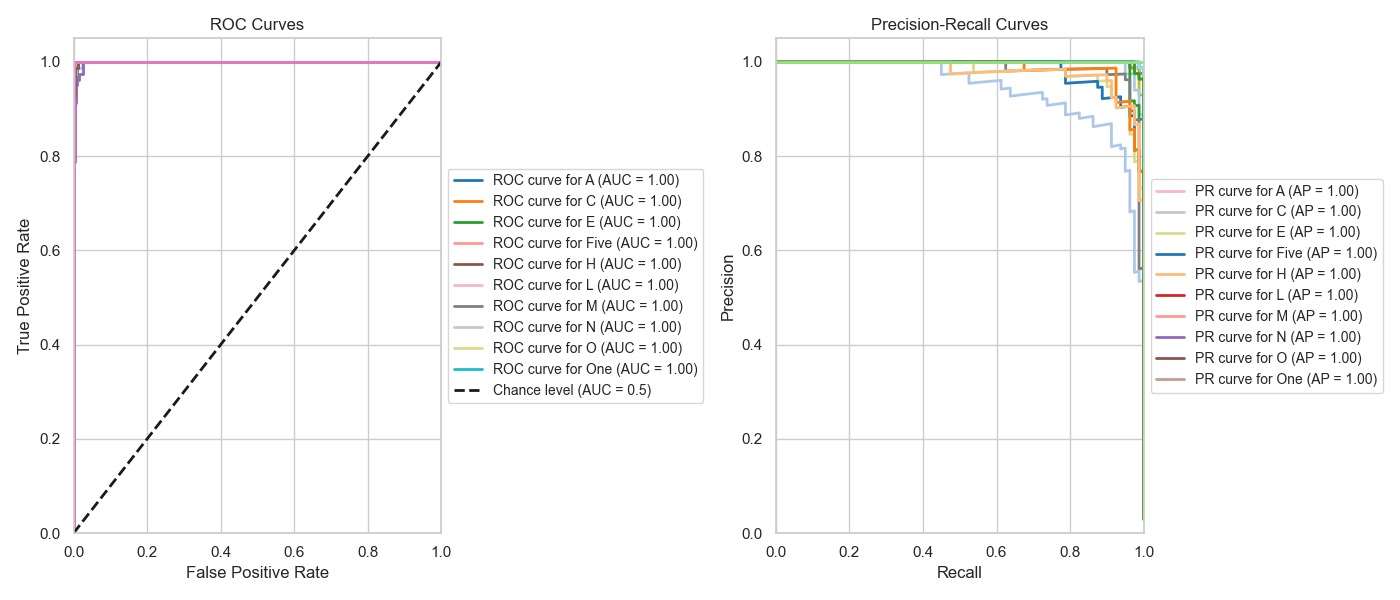 ROC Curves
1.0
0.8
0.6
0.4
0.2
0.0
True Positive Rate
0.0 0.2 0.4 0.6 0.8 1.0
False Positive Rate
ROC curve for A (AUC = 1.00)
ROC curve for C (AUC = 1.00)
ROC curve for E (AUC = 1.00)
ROC curve for Five (AUC = 1.00)
ROC curve for H (AUC = 1.00)
ROC curve for L (AUC = 1.00)
ROC curve for M (AUC = 1.00)
ROC curve for N (AUC = 1.00)
ROC curve for O (AUC = 1.00)
ROC curve for One (AUC = 1.00)
Chance level (AUC = 0.5)
Precision-Recall Curves
1.0
0.8
0.6
0.4
0.2
0.0
Precision
0.0 0.2 0.4 0.6 0.8 1.0
Recall
PR curve for A (AP = 1.00)
PR curve for C (AP = 1.00)
PR curve for E (AP = 1.00)
PR curve for Five (AP = 1.00)
PR curve for H (AP = 1.00)
PR curve for L (AP = 1.00)
PR curve for M (AP = 1.00)
PR curve for N (AP = 1.00)
PR curve for O (AP = 1.00)
PR curve for One (AP = 1.00)